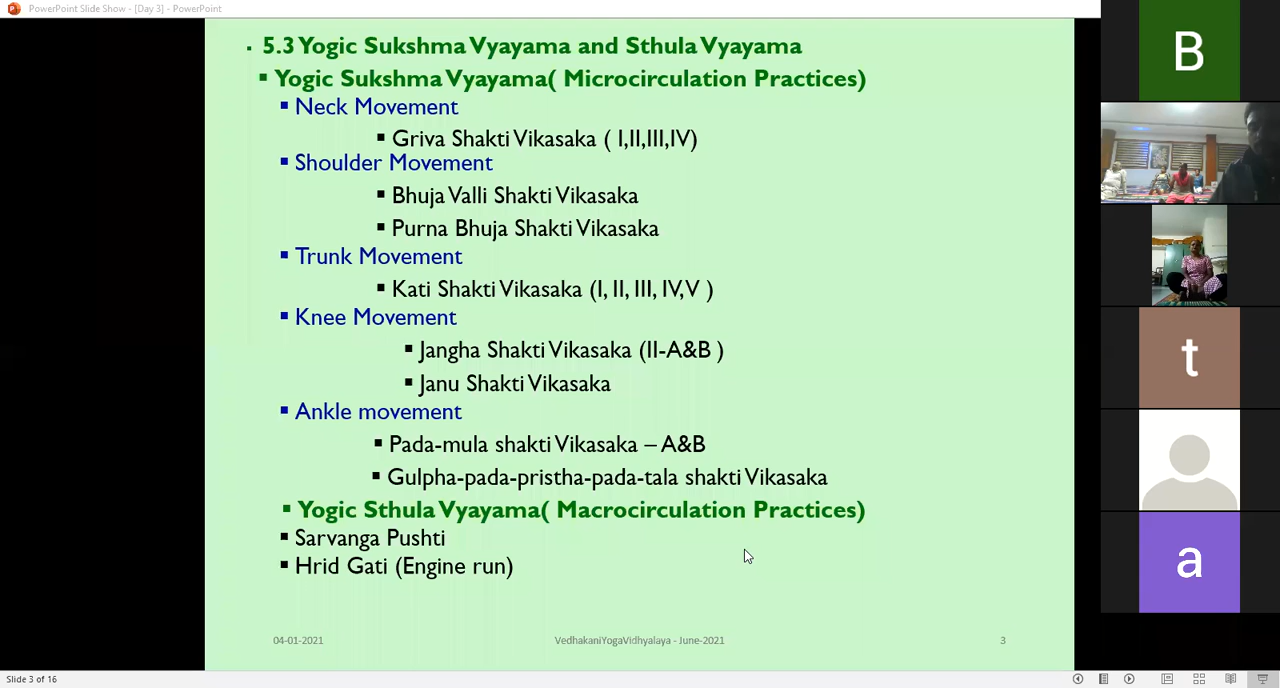 PowerPoint Slide Show - [Day 3] - PowerPoint
5.3 Yogic Sukshma Vyayama and Sthula Vyayama
Yogic Sukshma Vyayama( Microcirculation Practices)
Neck Movement
Griva Shakti Vikasaka ( I,II,III,IV)
Shoulder Movement
Bhuja Valli Shakti Vikasaka
Purna Bhuja Shakti Vikasaka
Trunk Movement
Kati Shakti Vikasaka (I, II, III, IV,V )
Knee Movement
Jangha Shakti Vikasaka (II-A&B )
Janu Shakti Vikasaka
Ankle movement
Pada-mula shakti Vikasaka – A&B
Gulpha-pada-pristha-pada-tala shakti Vikasaka
Yogic Sthula Vyayama( Macrocirculation Practices)
Sarvanga Pushti
Hrid Gati (Engine run)
04-01-2021 VedhakaniYogaVidhyalaya - June-2021 3
Slide 3 of 16
B
t
a